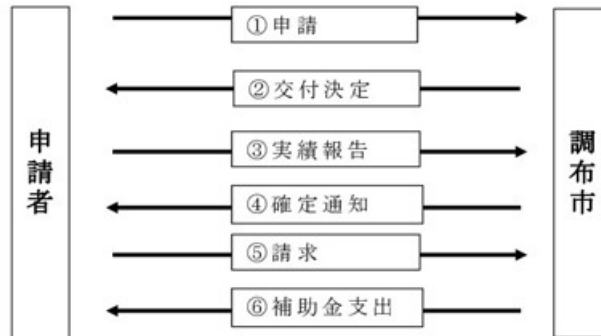 申請者
①申請
②交付決定
③実績報告
④確定通知
⑤請求
⑥補助金支出
調布市